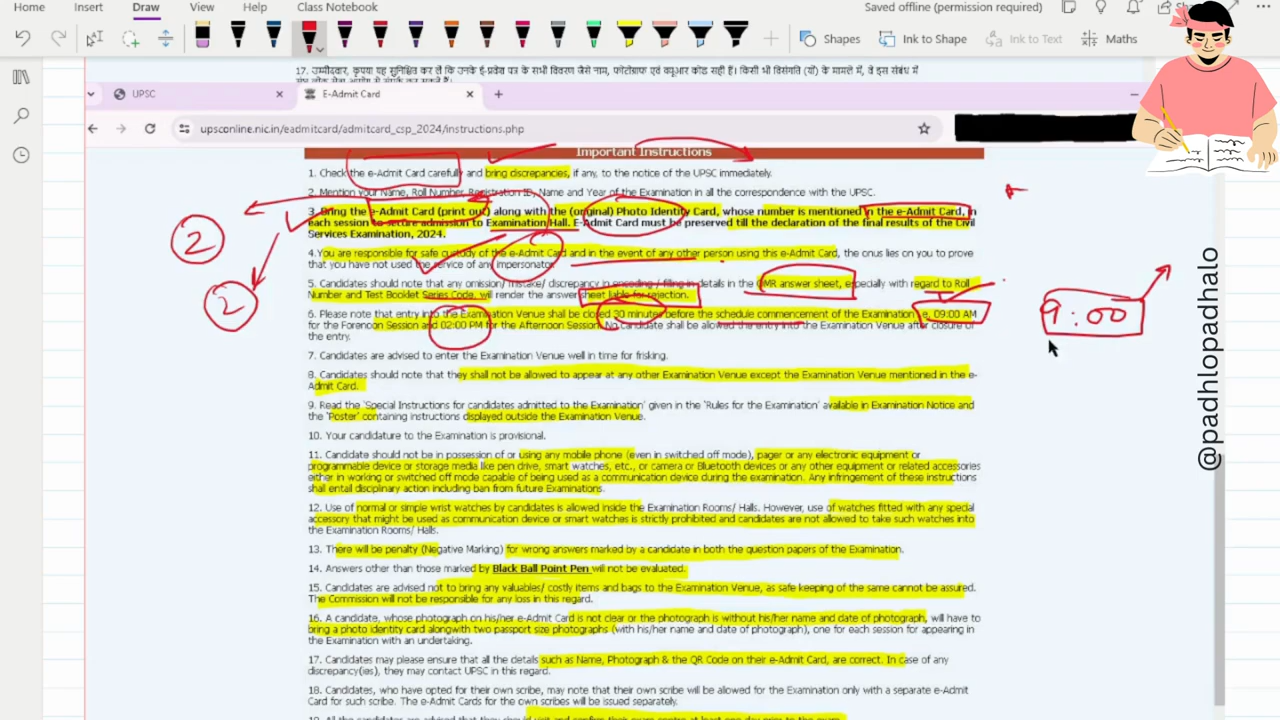 Home Insert Draw View Help Class Notebook Saved offline (permission required)
Shapes Ink to Shape Ink to Text Maths
17. उम्मीदवार, कृपया यह सुनिश्चित कर लें कि उनके ई-प्रवेश पत्र के सभी विवरण जैसे नाम, फोटोग्राफ एवं क्यूआर कोड सही हैं। किसी भी विसंगति (यों) के मामले में, वे इस संबंध में
UPSC E-Admit Card
upsconline.nic.in/eadmitcard/admitcard_csp_2024/instructions.php
Important Instructions
1. Check the e-Admit Card carefully and bring discrepancies, if any, to the notice of the UPSC immediately.
2. Mention your Name, Roll Number, Registration ID, Name and Year of the Examination in all the correspondence with the UPSC.
3. Bring the e-Admit Card (print out) along with the (original) Photo Identity Card, whose number is mentioned in the e-Admit Card, in
each session to secure admission to Examination Hall. E-Admit Card must be preserved till the declaration of the final results of the Civil
Services Examination, 2024.
2
4.You are responsible for safe custody of the e-Admit Card and in the event of any other person using this e-Admit Card, the onus lies on you to prove
that you have not used the service of any impersonator.
5. Candidates should note that any omission/ mistake/ discrepancy in encoding / filing in details in the OMR answer sheet, especially with regard to Roll
Number and Test Booklet Series Code, will render the answer sheet liable for rejection.
2
6. Please note that entry into the Examination Venue shall be closed 30 minutes before the schedule commencement of the Examination i.e, 09:00 AM
for the Forenoon Session and 02:00 PM for the Afternoon Session. No candidate shall be allowed the entry into the Examination Venue after closure of
the entry.
9:00
7. Candidates are advised to enter the Examination Venue well in time for frisking.
8. Candidates should note that they shall not be allowed to appear at any other Examination Venue except the Examination Venue mentioned in the e-
Admit Card.
9. Read the 'Special Instructions for candidates admitted to the Examination' given in the 'Rules for the Examination' available in Examination Notice and
the 'Poster' containing instructions displayed outside the Examination Venue.
10. Your candidature to the Examination is provisional.
11. Candidate should not be in possession of or using any mobile phone (even in switched off mode), pager or any electronic equipment or
programmable device or storage media like pen drive, smart watches, etc., or camera or Bluetooth devices or any other equipment or related accessories
either in working or switched off mode capable of being used as a communication device during the examination. Any infringement of these instructions
shall entail disciplinary action including ban from future Examinations.
12. Use of normal or simple wrist watches by candidates is allowed inside the Examination Rooms/ Halls. However, use of watches fitted with any special
accessory that might be used as communication device or smart watches is strictly prohibited and candidates are not allowed to take such watches into
the Examination Rooms/ Halls.
13. There will be penalty (Negative Marking) for wrong answers marked by a candidate in both the question papers of the Examination.
14. Answers other than those marked by Black Ball Point Pen will not be evaluated.
15. Candidates are advised not to bring any valuables/ costly items and bags to the Examination Venue, as safe keeping of the same cannot be assured.
The Commission will not be responsible for any loss in this regard.
16. A candidate, whose photograph on his/her e-Admit Card is not clear or the photograph is without his/her name and date of photograph, will have to
bring a photo identity card alongwith two passport size photographs (with his/her name and date of photograph), one for each session for appearing in
the Examination with an undertaking.
17. Candidates may please ensure that all the details such as Name, Photograph & the QR Code on their e-Admit Card, are correct. In case of any
discrepancy(ies), they may contact UPSC in this regard.
18. Candidates, who have opted for their own scribe, may note that their own scribe will be allowed for the Examination only with a separate e-Admit
Card for such scribe. The e-Admit Cards for the own scribes will be issued separately.
19. All the candidates are advised that they should visit and confirm their exam centre at least one day prior to the exam
@padhlopadhalo